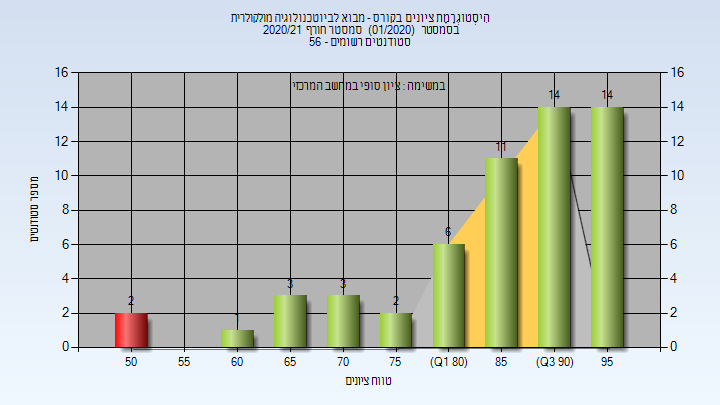 היסטוגרמת ציונים בקורס - מבוא לביוטכנולוגיה מולקולרית
בסמסטר (01/2020) סמסטר חורף 2020/21
סטודנטים רשומים - 56
במשימה : ציון סופי במחשב המרכזי
מספר סטודנטים
16 16
14 14
12 12
10 10
8 8
6 6
4 4
2 2
0 0
2 1 3 3 2 6 11 14 14
50 55 60 65 70 75 (Q1 80) 85 (Q3 90) 95
טווח ציונים